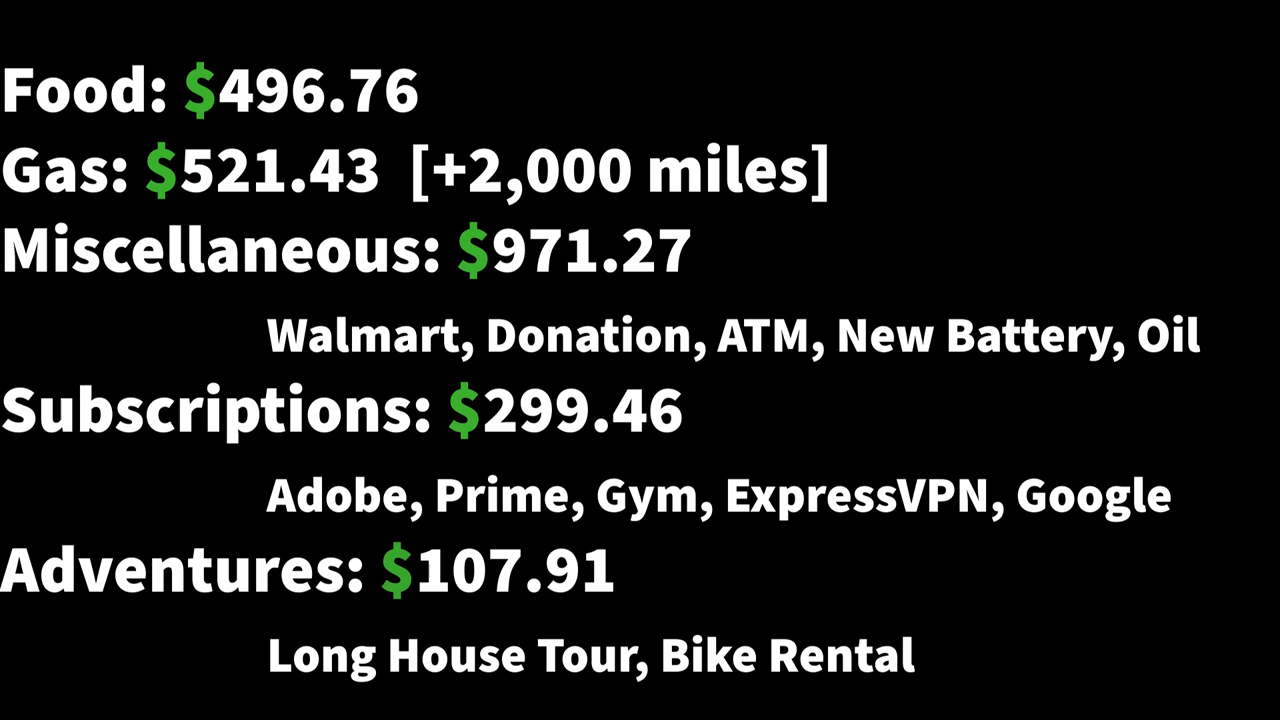 Food: $496.76
Gas: $521.43 [+2,000 miles]
Miscellaneous: $971.27
Walmart, Donation, ATM, New Battery, Oil
Subscriptions: $299.46
Adobe, Prime, Gym, ExpressVPN, Google
Adventures: $107.91
Long House Tour, Bike Rental